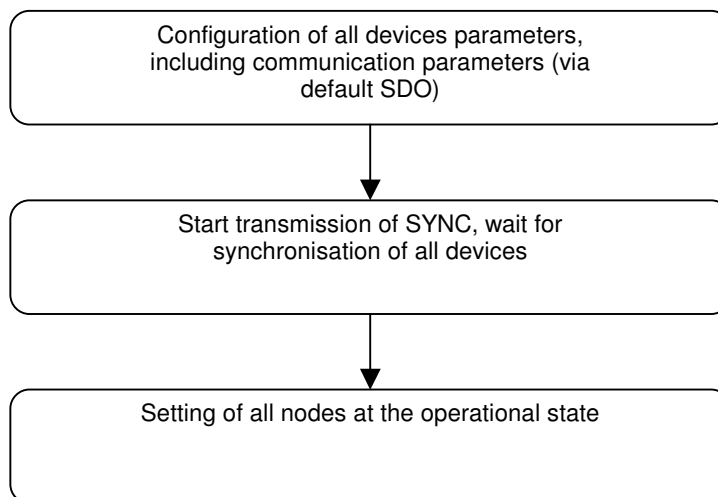 Configuration of all devices parameters,
including communication parameters (via
default SDO)
Start transmission of SYNC, wait for
synchronisation of all devices
Setting of all nodes at the operational state